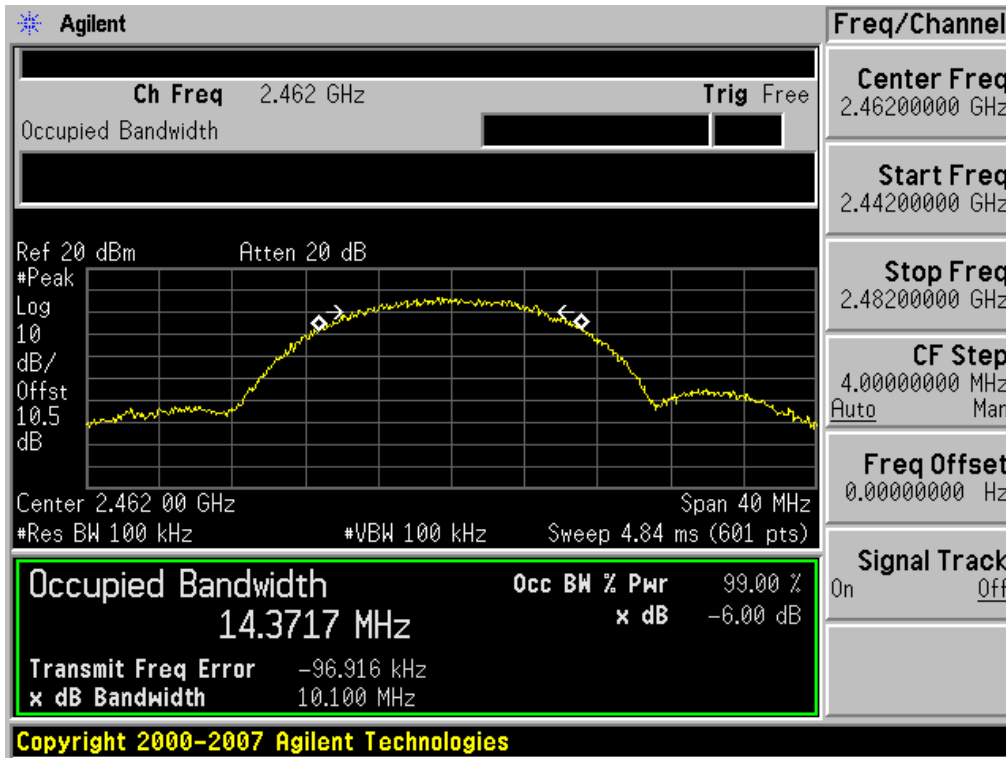 Agilent
Freq/Channel
Ch Freq 2.462 GHz Trig Free
Occupied Bandwidth
Center Freq
2.46200000 GHz
Start Freq
2.44200000 GHz
Stop Freq
2.48200000 GHz
CF Step
4.00000000 MHz
Auto Man
Freq Offset
0.00000000 Hz
Signal Track
On Off
Ref 20 dBm Atten 20 dB
#Peak
Log
10
dB/
Offst
10.5
dB
Center 2.462 00 GHz Span 40 MHz
#Res BW 100 kHz #VBW 100 kHz Sweep 4.84 ms (601 pts)
Occupied Bandwidth
14.3717 MHz
Occ BW % Pwr 99.00 %
x dB -6.00 dB
Transmit Freq Error -96.916 kHz
x dB Bandwidth 10.100 MHz
Copyright 2000-2007 Agilent Technologies